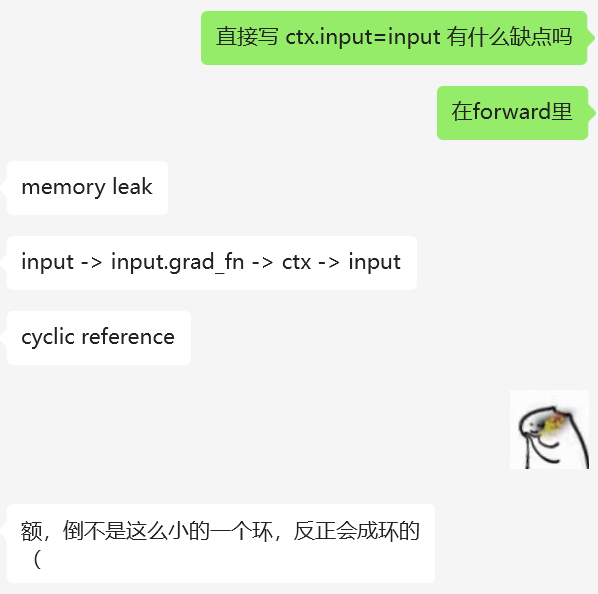 直接写 ctx.input=input 有什么缺点吗
在forward里
memory leak
input -> input.grad_fn -> ctx -> input
cyclic reference
额，倒不是这么小的一个环，反正会成环的
（